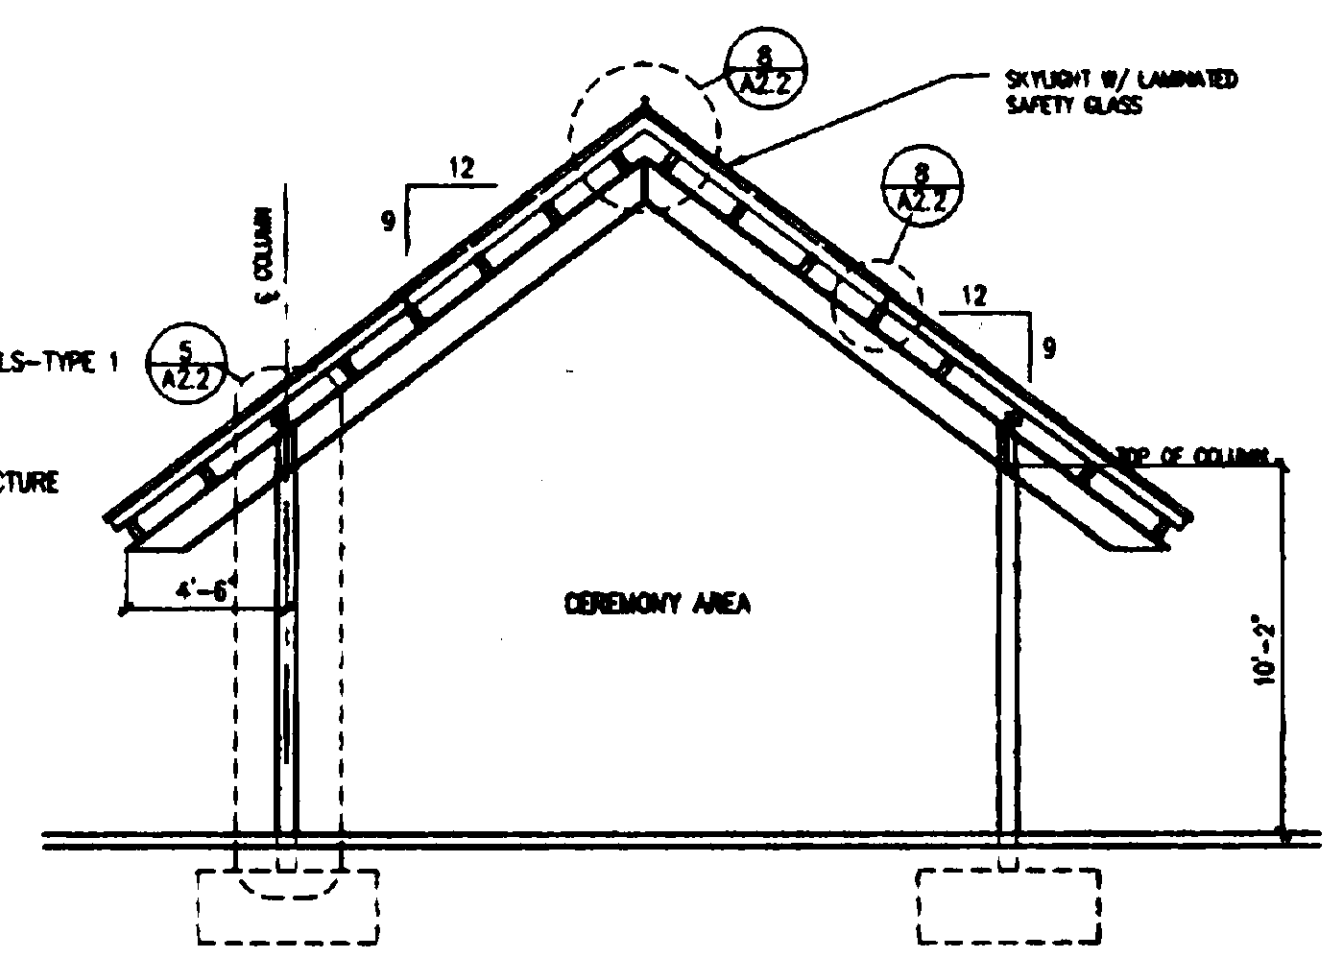 8
A2.2
SKYLIGHT W/ LAMINATED
SAFETY GLASS
12
9
8
A2.2
℄ COLUMN
12
9
LS-TYPE 1
5
A2.2
TOP OF COLUMN
CTURE
4'-6"
CEREMONY AREA
10'-2"